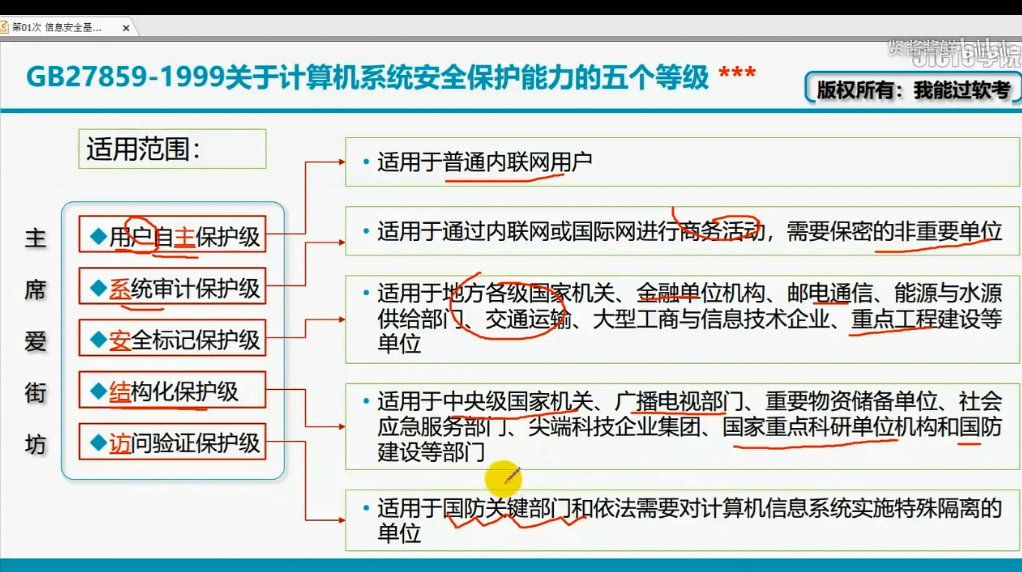 第01次 信息安全基...
GB27859-1999关于计算机系统安全保护能力的五个等级 ***
版权所有：我能过软考
适用范围：
主
席
爱
街
坊
◆用户自主保护级
◆系统审计保护级
◆安全标记保护级
◆结构化保护级
◆访问验证保护级
• 适用于普通内联网用户
• 适用于通过内联网或国际网进行商务活动，需要保密的非重要单位
• 适用于地方各级国家机关、金融单位机构、邮电通信、能源与水源
供给部门、交通运输、大型工商与信息技术企业、重点工程建设等
单位
• 适用于中央级国家机关、广播电视部门、重要物资储备单位、社会
应急服务部门、尖端科技企业集团、国家重点科研单位机构和国防
建设等部门
• 适用于国防关键部门和依法需要对计算机信息系统实施特殊隔离的
单位